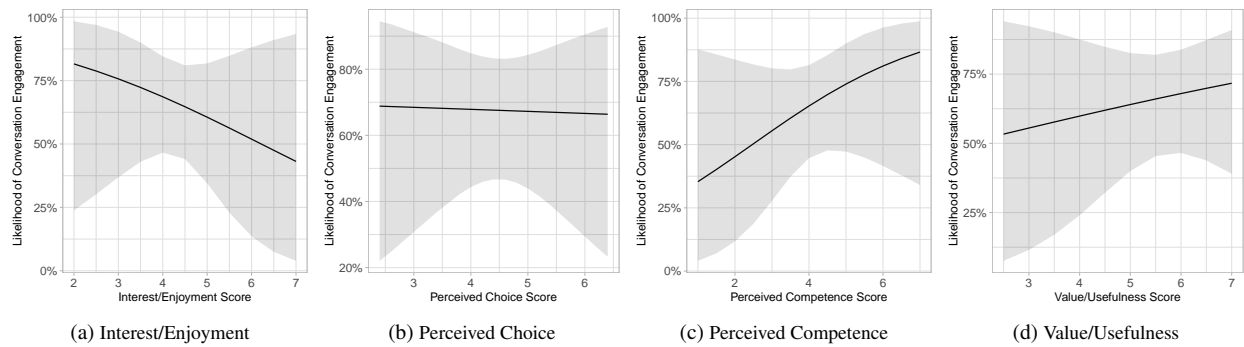 Likelihood of Conversation Engagement
100%
75%
50%
25%
0%
2 3 4 5 6 7
Interest/Enjoyment Score
(a) Interest/Enjoyment
Likelihood of Conversation Engagement
80%
60%
40%
20%
3 4 5 6
Perceived Choice Score
(b) Perceived Choice
Likelihood of Conversation Engagement
100%
75%
50%
25%
0%
2 4 6
Perceived Competence Score
(c) Perceived Competence
Likelihood of Conversation Engagement
75%
50%
25%
3 4 5 6 7
Value/Usefulness Score
(d) Value/Usefulness